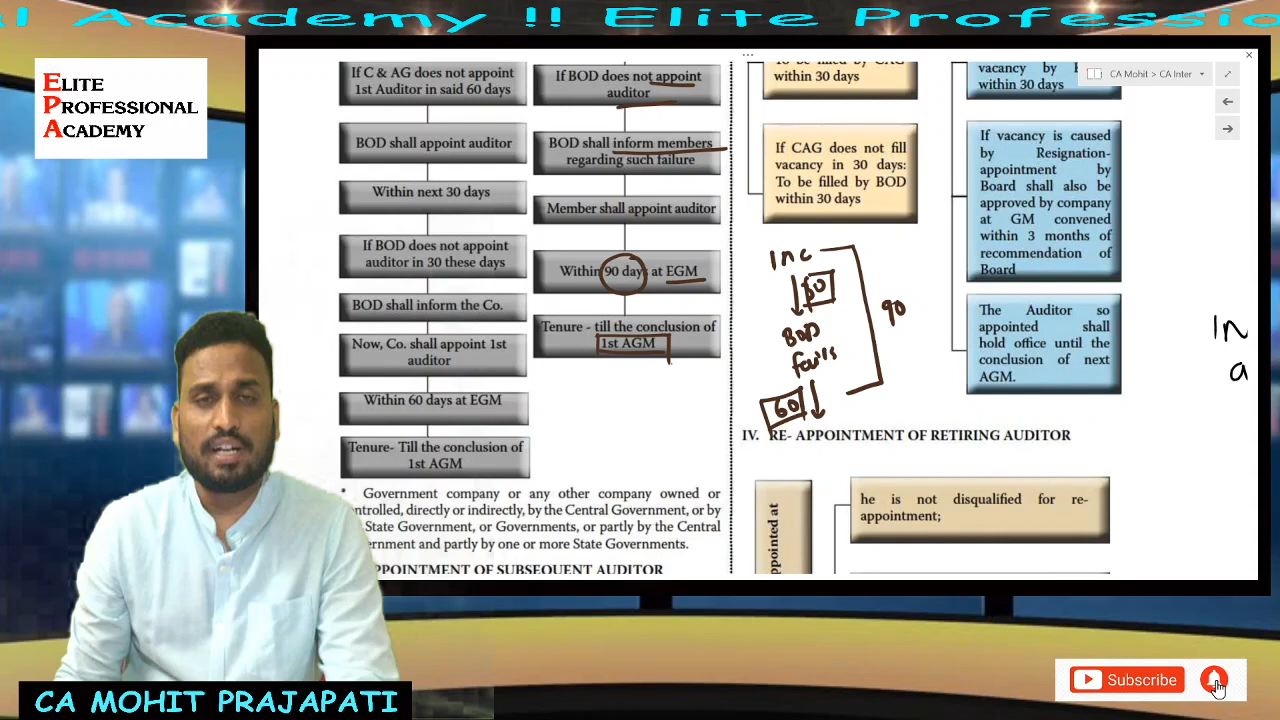 l Academy !! Elite Professio
ELITE
PROFESSIONAL
ACADEMY
If C & AG does not appoint
1st Auditor in said 60 days
BOD shall appoint auditor
Within next 30 days
If BOD does not appoint
auditor in 30 these days
BOD shall inform the Co.
Now, Co. shall appoint 1st
auditor
Within 60 days at EGM
Tenure- Till the conclusion of
1st AGM
If BOD does not appoint
auditor
BOD shall inform members
regarding such failure
Member shall appoint auditor
Within 90 days at EGM
Tenure - till the conclusion of
1st AGM
Government company or any other company owned or
ntrolled, directly or indirectly, by the Central Government, or by
State Government, or Governments, or partly by the Central
ernment and partly by one or more State Governments.
PPOINTMENT OF SUBSEQUENT AUDITOR
To be filled by CAG
within 30 days
If CAG does not fill
vacancy in 30 days:
To be filled by BOD
within 30 days
vacancy by
within 30 days
If vacancy is caused
by Resignation-
appointment by
Board shall also be
approved by company
at GM convened
within 3 months of
recommendation of
Board
The Auditor so
appointed shall
hold office until the
conclusion of next
AGM.
Inc
BOD
fails
60
90
IN
a
IV. RE- APPOINTMENT OF RETIRING AUDITOR
ppointed at
he is not disqualified for re-
appointment;
CA Mohit > CA Inter
CA MOHIT PRAJAPATI
Subscribe